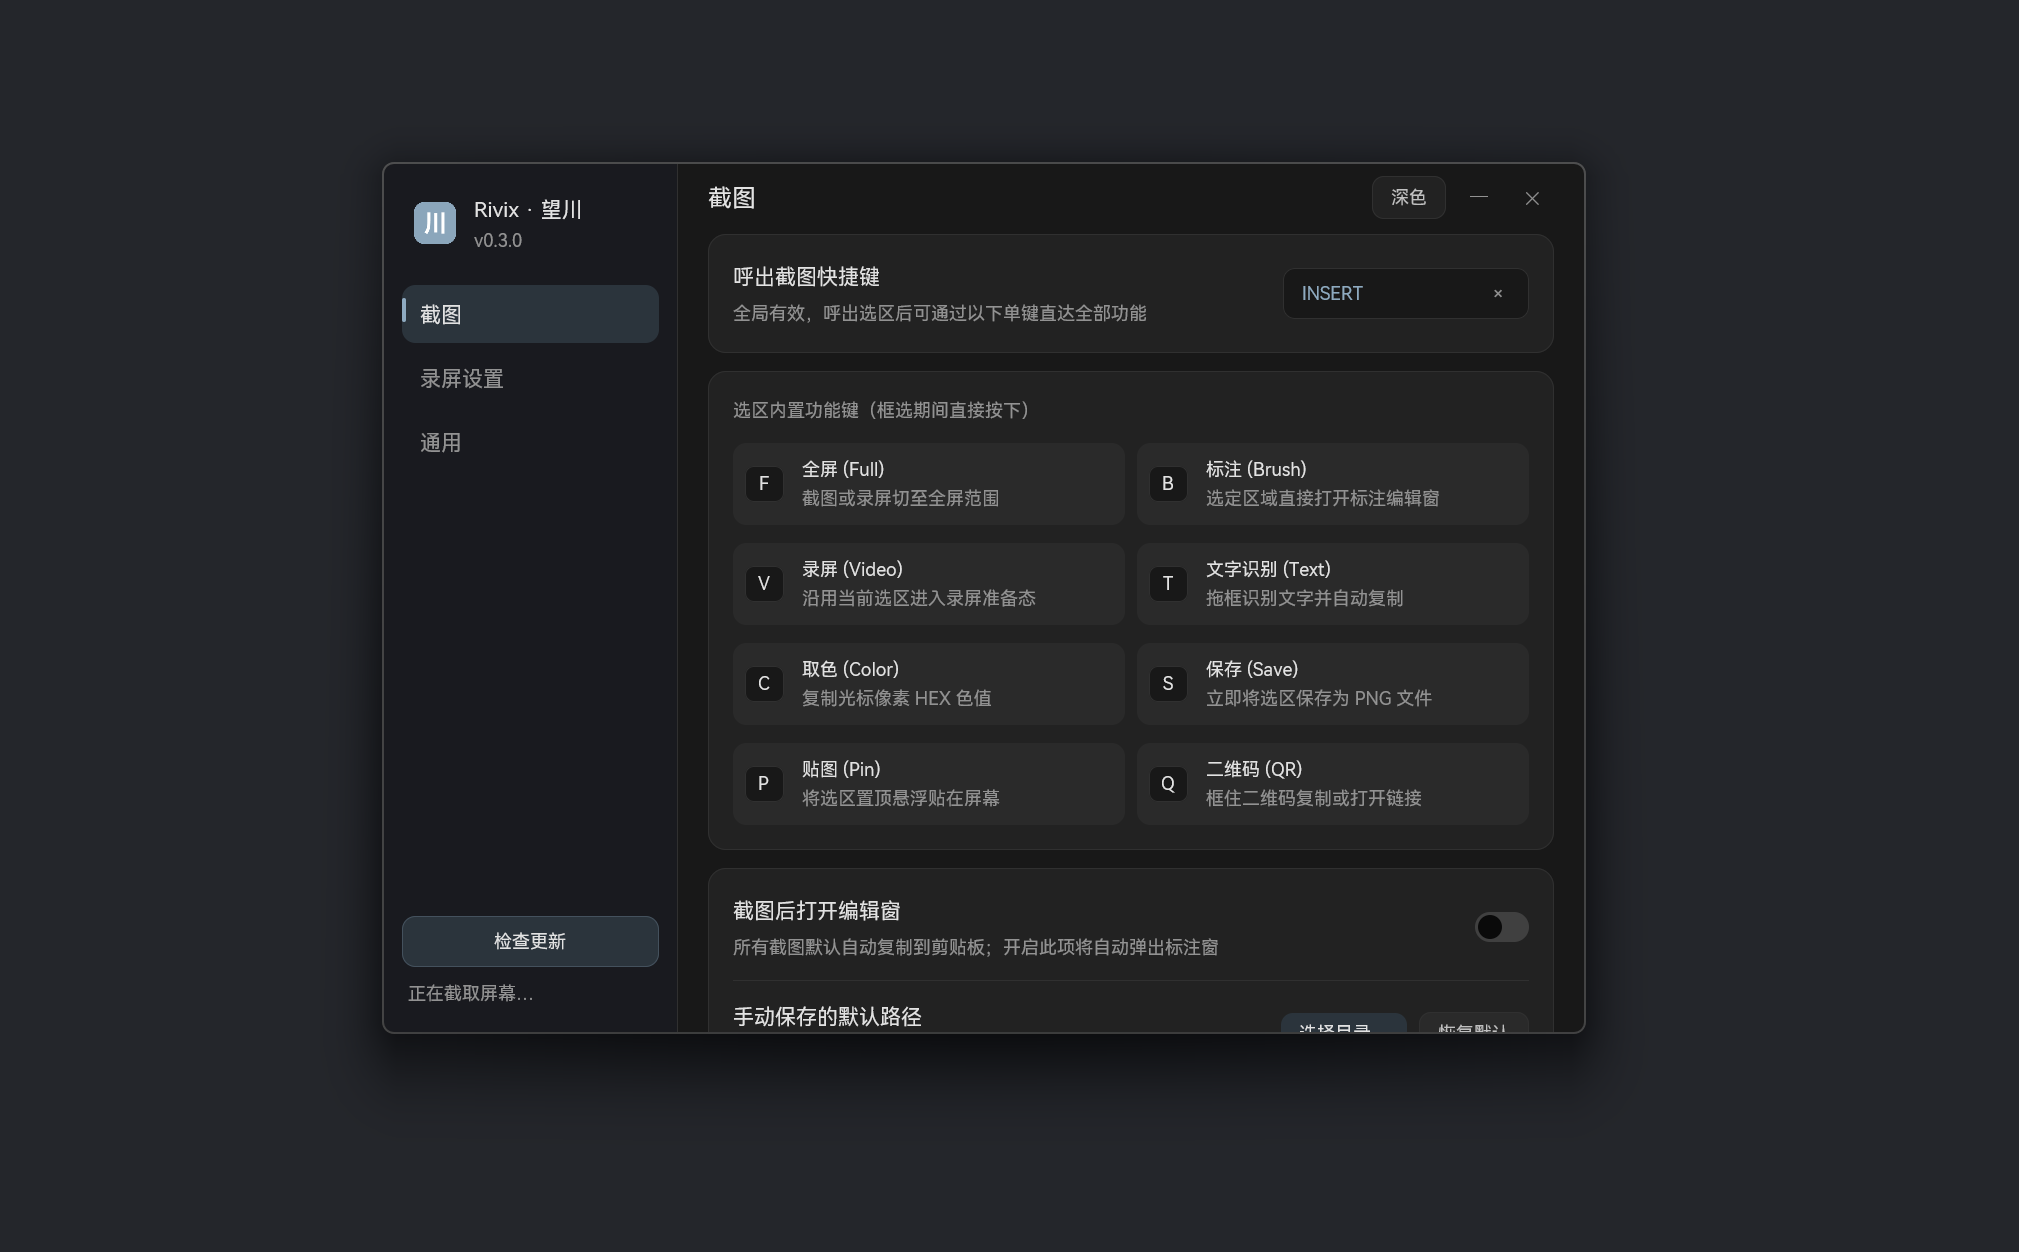 川
Rivix · 望川
v0.3.0
截图
录屏设置
通用
检查更新
正在截取屏幕...
截图
深色
呼出截图快捷键
全局有效，呼出选区后可通过以下单键直达全部功能
INSERT ×
选区内置功能键（框选期间直接按下）
F
全屏 (Full)
截图或录屏切至全屏范围
B
标注 (Brush)
选定区域直接打开标注编辑窗
V
录屏 (Video)
沿用当前选区进入录屏准备态
T
文字识别 (Text)
拖框识别文字并自动复制
C
取色 (Color)
复制光标像素 HEX 色值
S
保存 (Save)
立即将选区保存为 PNG 文件
P
贴图 (Pin)
将选区置顶悬浮贴在屏幕
Q
二维码 (QR)
框住二维码复制或打开链接
截图后打开编辑窗
所有截图默认自动复制到剪贴板；开启此项将自动弹出标注窗
手动保存的默认路径
选择目录...
恢复默认